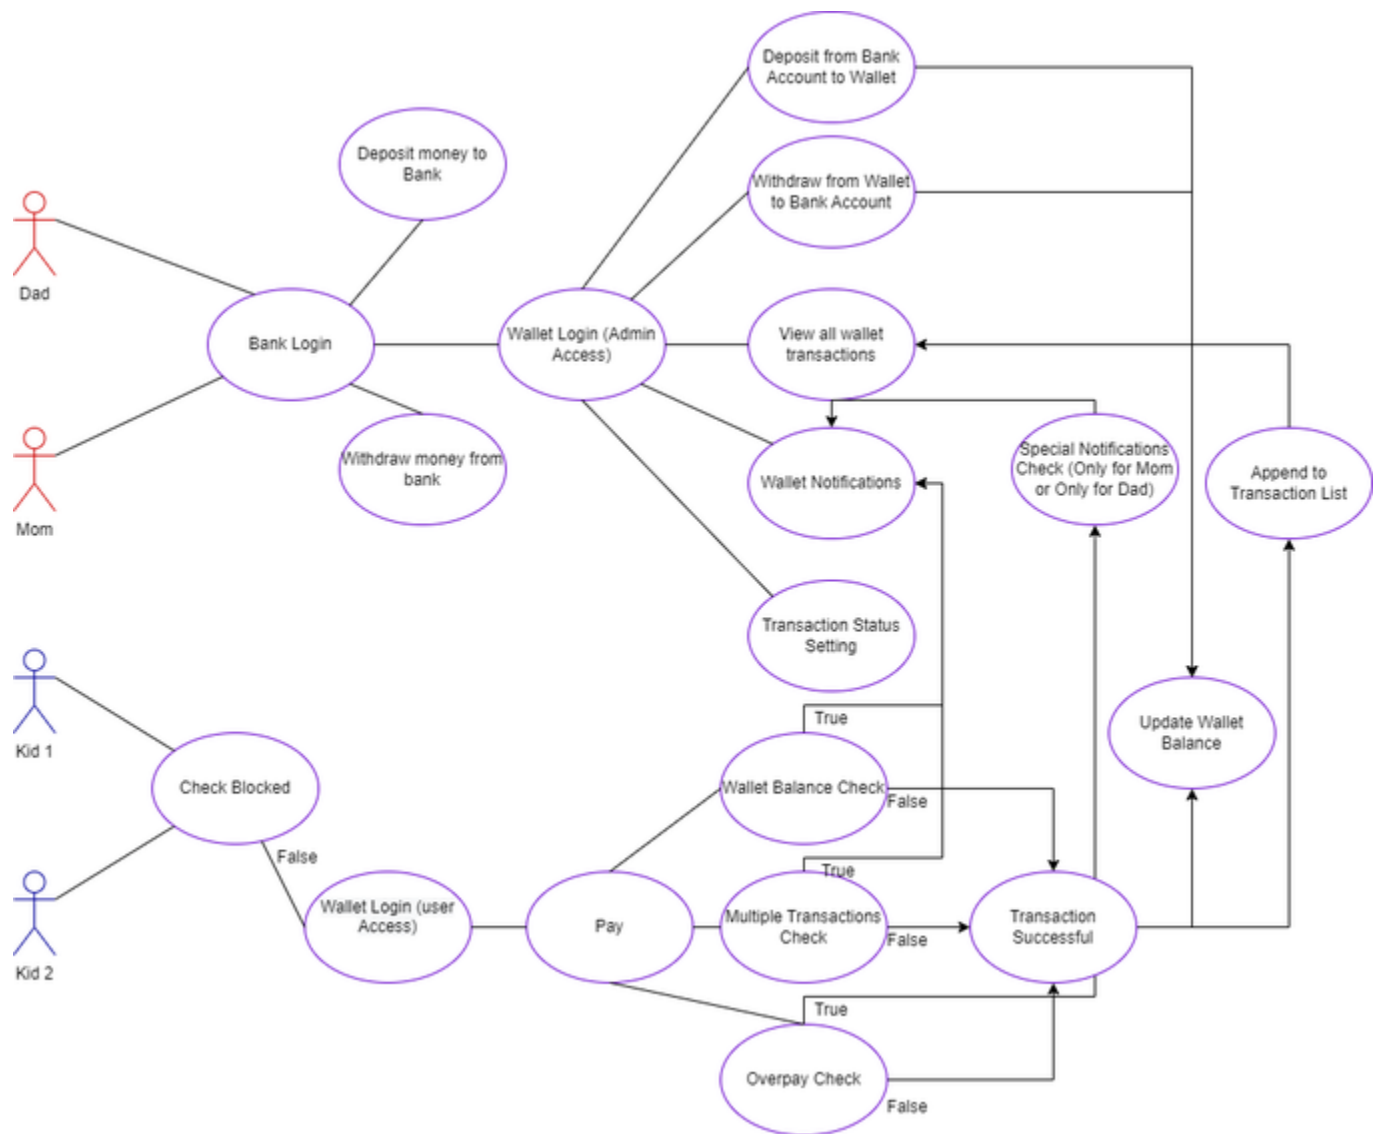 Deposit from Bank
Account to Wallet
Deposit money to
Bank
Withdraw from Wallet
to Bank Account
Dad
Bank Login
Wallet Login (Admin
Access)
View all wallet
transactions
Mom
Withdraw money from
bank
Wallet Notifications
Special Notifications
Check (Only for Mom
or Only for Dad)
Append to
Transaction List
Transaction Status
Setting
Kid 1
Check Blocked
False
True
Wallet Balance Check
False
Update Wallet
Balance
Kid 2
Wallet Login (user
Access)
Pay
True
Multiple Transactions
Check
False
Transaction
Successful
True
Overpay Check
False